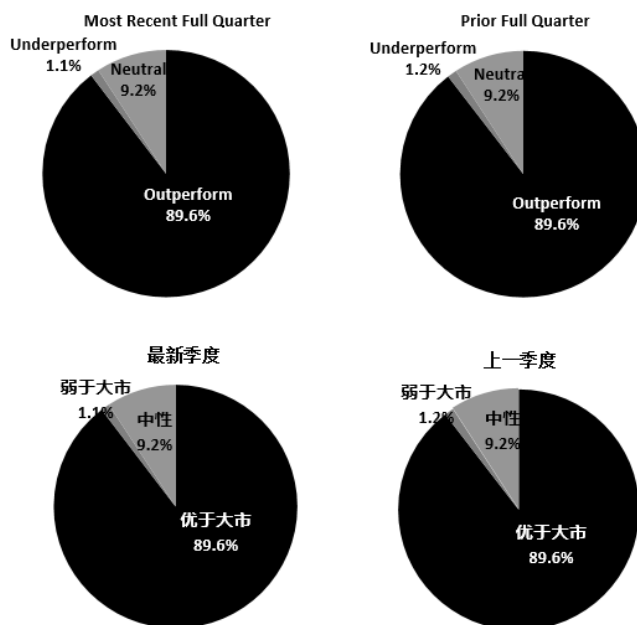 Most Recent Full Quarter
Underperform
1.1%
Neutral
9.2%
Outperform
89.6%
Prior Full Quarter
Underperform
1.2%
Neutral
9.2%
Outperform
89.6%
最新季度
弱于大市
1.1%
中性
9.2%
优于大市
89.6%
上一季度
弱于大市
1.2%
中性
9.2%
优于大市
89.6%